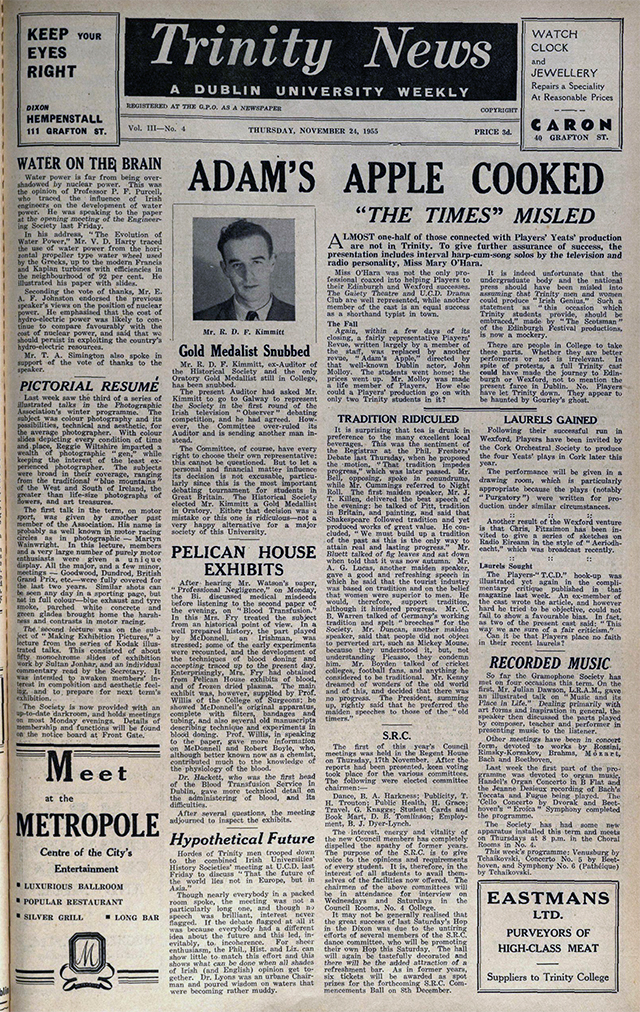 KEEP YOUR
EYES
RIGHT
DIXON
HEMPENSTALL
111 GRAFTON ST.
Trinity News
A DUBLIN UNIVERSITY WEEKLY
REGISTERED AT THE G.P.O. AS A NEWSPAPER
COPYRIGHT
Vol. III—No. 4
THURSDAY, NOVEMBER 24, 1955
PRICE 3d.
WATCH
CLOCK
and
JEWELLERY
Repairs a Speciality
At Reasonable Prices
CARON
40 GRAFTON ST.
WATER ON THE BRAIN
Water power is far from being over-
shadowed by nuclear power. This was
the opinion of Professor P. F. Purcell,
who traced the influence of Irish
engineers on the development of water
power. He was speaking to the paper
at the opening meeting of the Engineer-
ing Society last Friday.
In his address, "The Evolution of
Water Power," Mr. V. D. Harty traced
the use of water power from the hori-
zontal propeller type water wheel used
by the Greeks, up to the modern Francis
and Kaplan turbines with efficiencies in
the neighbourhood of 92 per cent. He
illustrated his paper with slides.
Seconding the vote of thanks, Mr. E.
A. F. Johnston endorsed the previous
speaker's views on the position of nuclear
power. He emphasised that the cost of
hydro-electric power was likely to con-
tinue to compare favourably with the
cost of nuclear power, and said that we
should persist in exploiting the country's
hydro-electric resources.
Mr. T. A. Simington also spoke in
support of the vote of thanks to the
speaker.
PICTORIAL RESUMÉ
Last week saw the third of a series of
illustrated talks in the Photographic
Association's winter programme. The
subject was colour photography and its
possibilities, technical and aesthetic, for
the average photographer. With colour
slides depicting every condition of time
and place, Reggie Wiltshire imparted a
wealth of photographic "gen," while
keeping the interest of the least ex-
perienced photographer. The subjects
were broad in their coverage, ranging
from the traditional "blue mountains"
of the West and South of Ireland, to
greater than life-size photographs of
flowers, and art treasures.
The first talk in the term, on motor
sport, was given by another past
member of the Association. His name is
probably as well known in motor racing
circles as in photographic — Martyn
Wainwright. In this lecture, members
and a very large number of purely motor
enthusiasts were given a unique
display. All the major, and a few minor,
meetings — Goodwood, Dundrod, British
Grand Prix, etc.—were fully covered for
the last two years. Similar shots can
be seen any day in a sporting page, but
in full colour—blue exhaust and tyre
smoke, parched white concrete and
green glades brought home the harsh-
ness and contrasts in motor racing.
The second lecture was on the sub-
ject of "Making Exhibition Pictures," a
lecture from the series of Kodak illus-
trated talks. This consisted of about
fifty monochrome slides of exhibition
work by Sultan Jonhar, and an individual
commentary read by the Secretary. It
was intended to awaken members' in-
terest in competition and aesthetic feel-
ing, and to prepare for next term's
exhibition.
The Society is now provided with an
up-to-date darkroom, and holds meetings
on most Monday evenings. Details of
membership and functions will be found
on the notice board at Front Gate.
Meet
at the
METROPOLE
Centre of the City's
Entertainment
LUXURIOUS BALLROOM
POPULAR RESTAURANT
SILVER GRILL
LONG BAR
M
ADAM'S APPLE COOKED
"THE TIMES" MISLED
Mr. R. D. F. Kimmitt
Gold Medalist Snubbed
Mr. R. D. F. Kimmitt, ex-Auditor of
the Historical Society and the only
Oratory Gold Medalist still in College,
has been snubbed.
The present Auditor had asked Mr.
Kimmitt to go to Galway to represent
the Society in the first round of the
Irish television "Observer" debating
competition, and he had agreed. How-
ever, the Committee over-ruled its
Auditor and is sending another man in-
stead.
The Committee, of course, have every
right to choose their own representative:
this cannot be questioned. But to let a
personal and financial matter influence
its decision is not excusable, particu-
larly since this is the most important
debating tournament for students in
Great Britain. The Historical Society
elected Mr. Kimmitt a Gold Medalist
in Oratory. Either that decision was a
mistake or this one is ridiculous—not a
very happy alternative for a major
society of this University.
PELICAN HOUSE
EXHIBITS
After hearing Mr. Watson's super,
"Professional Negligence," on Monday,
the Bi. discussed medical misdeeds
before listening to the second paper of
the evening, on "Blood Transfusion."
In this Mrs. Fry treated the subject
from an historical point of view. In a
well prepared history, the part played
by McDonnell, an Irishman, was
stressed; some of the early experiments
were recounted, and the development of
the techniques of blood doning and
accepting traced up to the present day.
Enterprisingly, Mrs. Fry had obtained
from Pelican House exhibits of blood,
and of frozen dried plasma. The main
exhibit was, however, supplied by Prof.
Willis of the College of Surgeons; he
showed McDonnell's original apparatus,
complete with filters, bandages and
tubing, and also several old manuscripts
describing technique and experiments in
blood doning. Prof. Willis, in speaking
to the paper, gave more information
on McDonnell and Robert Boyle, who,
although better known now as a chemist,
contributed much to the knowledge of
the physiology of the blood.
Dr. Hackett, who was the first head of
the Blood Transfusion Service in
Dublin, gave more technical detail on
the administering of blood, and its
difficulties.
After several questions, the meeting
adjourned to inspect the exhibits.
Hypothetical Future
Hordes of Trinity men trooped down
to the combined Irish Universities'
History Societies' meeting at U.C.D. last
Friday to discuss "That the future of
the world lies not in Europe, but in
Asia."
Though nearly everybody in a packed
room spoke, the meeting was not a
particularly long one, and though no
speech was brilliant, interest never
flagged. If the debate flagged at all it
was because everybody had a different
idea about the future and this led, in-
evitably, to incoherence. For sheer
enthusiasm, the Phil., Hist. and Liz. can
show little to match this effort and this
shows what can be done when all shades
of Irish (and English) opinion get to-
gether. Dr. Lyons was an urbane Chair-
man and poured wisdom on waters that
were becoming rather muddy.
ALMOST one-half of those connected with Players' Yeats' production
are not in Trinity. To give further assurance of success, the
presentation includes interval harp-cum-song solos by the television and
radio personality, Miss Mary O'Hara.
Miss O'Hara was not the only pro-
fessional coaxed into helping Players to
their Edinburgh and Wexford successes.
The Gaiety Theatre and U.C.D. Drama
Club are well represented, while another
member of the cast is an equal success
as a shorthand typist in town.
The Fall
Again, within a few days of its
closing, a fairly representative Players'
Revue, written largely by a member of
the staff, was replaced by another
revue, "Adam's Apple," directed by
that well-known Dublin actor, John
Molloy. The students went home; the
prices went up. Mr. Molloy was made
a life member of Players. How else
could a Players' production go on with
only two Trinity students in it?
It is indeed unfortunate that the
undergraduate body and the national
press should have been misled into
assuming that Trinity men and women
could produce "Irish Genius." Such a
statement as "this occasion which
Trinity students provide, should be
embraced," made by "The Scotsman"
of the Edinburgh Festival productions,
is now a mockery.
There are people in College to take
these parts. Whether they are better
performers or not is irrelevant. In
spite of protests, a full Trinity cast
could have made the journey to Edin-
burgh or Wexford, not to mention the
present farce in Dublin. No. Players
have let Trinity down. They appear to
be haunted by Gourley's ghost.
TRADITION RIDICULED
It is surprising that tea is drunk in
preference to the many excellent local
beverages. This was the sentiment of
the Registrar at the Phil. Freshers'
Debate last Thursday, when he proposed
the motion, "That tradition impedes
progress," which was later passed. Mr.
Bell, opposing, spoke in conundrums,
while Mr. Cummings referred to Night
Roll. The first maiden speaker, Mr. J.
T. Killen, delivered the best speech of
the evening: he talked of Pitt, tradition
in Britain, and painting, and said that
Shakespeare followed tradition and yet
produced works of great value. He con-
cluded, "We must build up a tradition
of the past as this is the only way to
attain real and lasting progress." Mr.
Bluett talked of fig leaves and sat down
when told that it was now autumn. Mr.
A. G. Lucas, another maiden speaker,
gave a good and refreshing speech in
which he said that the tourist industry
was based on tradition and on the belief
that women were superior to men. He
would, therefore, support tradition,
although it hindered progress. Mr. C.
B. Warren talked of Germany "working
tradition and spelt "breeches" for the
society. Mr. Duncan, another maiden
speaker, said that people did not object
to perverted art, such as Mickey Mouse,
because they understood it, but, not
understanding Picasso, they condemn
him. Mr. Boyden talked of cricket
colleges, football fans, and anything he
considered to be traditional. Mr. Kenny
dreamed of wonders of the old world and
of this, and decided that there was
no progress. The President, summing
up, rightly said that he preferred the
maiden speeches to those of the "old
timers."
S.R.C.
The first of this year's Council
meetings was held in the Regent House
on Thursday, 17th November. After the
reports had been presented, keen voting
took place for the various committees.
The following were elected committee
chairmen:—
Dance, R. A. Harkness; Publicity, T.
H. Trouton; Public Health, H. Grace;
Travel, G. Knaggs; Student Cards and
Book Mart, D. B. Tomlinson; Employ-
ment, B. J. Dyer-Lynch.
The interest, energy and vitality of
the new Council members has completely
dispelled the apathy of former years.
The purpose of the S.R.C. is to give
voice to the opinions and requirements
of every student. It is, therefore, in the
interest of all students to avail them-
selves of the facilities now offered. The
chairmen of the above committees will
be in attendance for interview on
Wednesdays and Saturdays in the
Council Rooms, No. 4 College.
It may not be generally realised that
the great success of last Saturday's Hop
in the Dixon was due to the untiring
efforts of several members of the S.R.C.
dance committee, who will be promoting
their own Hop this Saturday. The hall
will again be tastefully decorated and
there will be the added attraction of a
refreshment bar. As in former years,
six tickets will be awarded as spot
prizes for the forthcoming S.R.C. Com-
mencements Ball on 8th December.
LAURELS GAINED
Following their successful run in
Wexford, Players have been invited by
the Cork Orchestral Society to produce
the four Yeats' plays in Cork later this
year.
The performance will be given in a
drawing room, which is particularly
appropriate because the plays (notably
"Purgatory") were written for pro-
duction under similar circumstances.
Another result of the Wexford venture
is that Chris. Fitzsimon has been in-
vited to give a series of sketches on
Radio Eireann in the style of "Aeridh-
eacht," which was broadcast recently.
Laurels Sought
The Players' "T.C.D." book-up was
illustrated yet again in the compli-
mentary critique published in that
magazine last week. An ex-member of
Players wrote the article, and however
hard he tried to be objective, could not
fail to show a favourable bias. In fact,
as two of the present cast said: "This
we are sure of a fair criticism."
Can it be that Players place no faith
in their recent laurels?
RECORDED MUSIC
So far the Gramophone Society has
met on four occasions this term. On the
first, Mr. Julian Dawson, L.R.A.M., gave
an illustrated talk on "Music and its
Place in Life." Dealing primarily with
art forms and inspiration in general, the
speaker then discussed the parts played
by composer, teacher and performer in
presenting music to the listener.
Other meetings have been in concert
form, devoted to works by Rossini,
Rimsky-Korsakov, Brahms, Mozart,
Bach and Beethoven.
Last week the first part of the pro-
gramme was devoted to organ music,
Handel's Organ Concerto in B Flat and
the Jeanne Desieux recording of Bach's
Toccata and Fugue being played. The
Cello Concerto by Dvorak and Beet-
hoven's "Eroica" Symphony completed
the programme.
The Society has had some new
apparatus installed this term and meets
on Thursdays at 8 p.m. in the Choral
Rooms in No. 4.
This week's programme: Venusburg by
Tchaikovski, Concerto No. 5 by Beet-
hoven, and Symphony No. 6 (Pathétique)
by Tchaikovski.
EASTMANS
LTD.
PURVEYORS OF
HIGH-CLASS MEAT
Suppliers to Trinity College